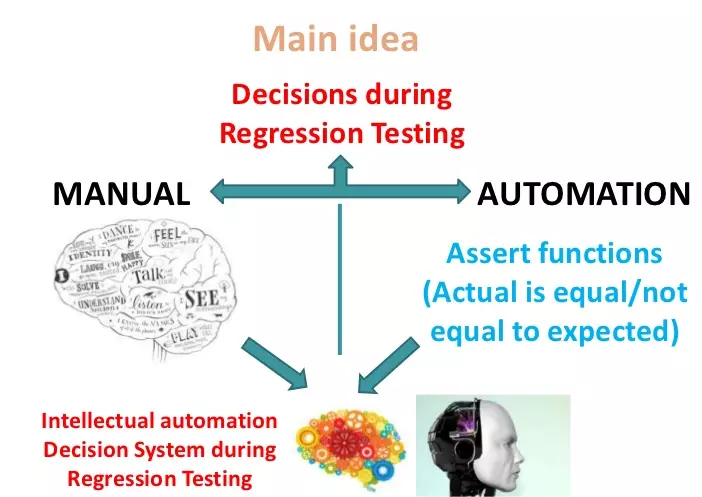 Main idea
Decisions during
Regression Testing
MANUAL
AUTOMATION
DANCE
FEEL
IDENTITY
SMILE
LAUGH, cry
HAPPY
SOLVE
Talk
UNDERSTAND
listen
SEE
PLAY
Assert functions
(Actual is equal/not
equal to expected)
Intellectual automation
Decision System during
Regression Testing